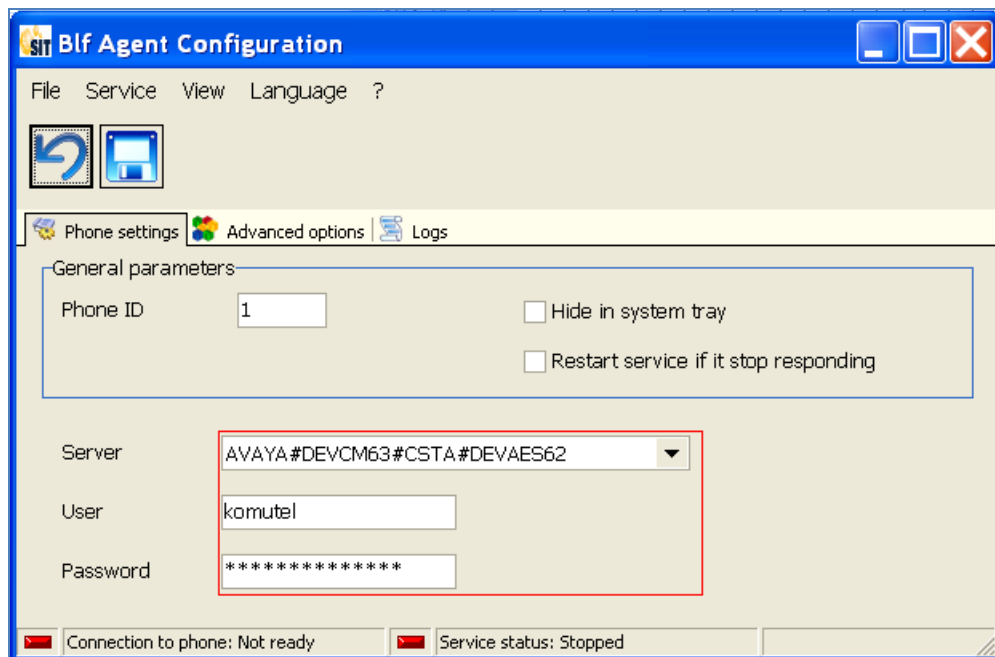 SIT Blf Agent Configuration
File Service View Language ?
Phone settings Advanced options Logs
General parameters
Phone ID 1 Hide in system tray
Restart service if it stop responding
Server AVAYA#DEVCM63#CSTA#DEVAES62
User komutel
Password **************
Connection to phone: Not ready Service status: Stopped